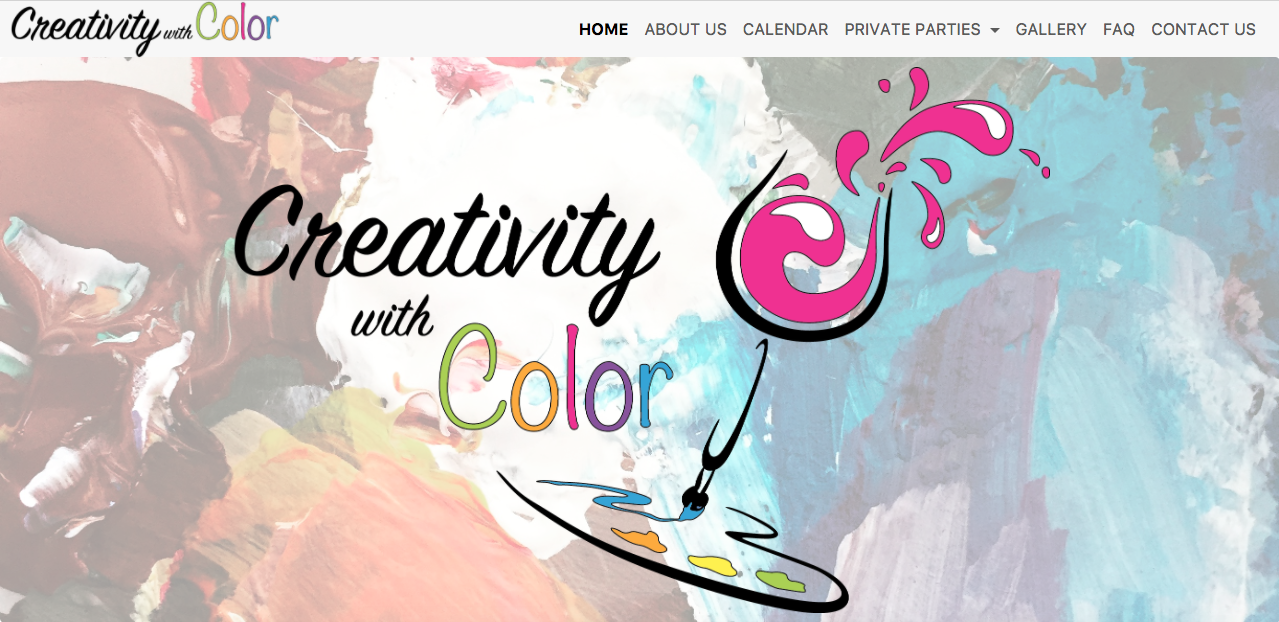 Creativity with Color
HOME ABOUT US CALENDAR PRIVATE PARTIES GALLERY FAQ CONTACT US
Creativity
with
Color